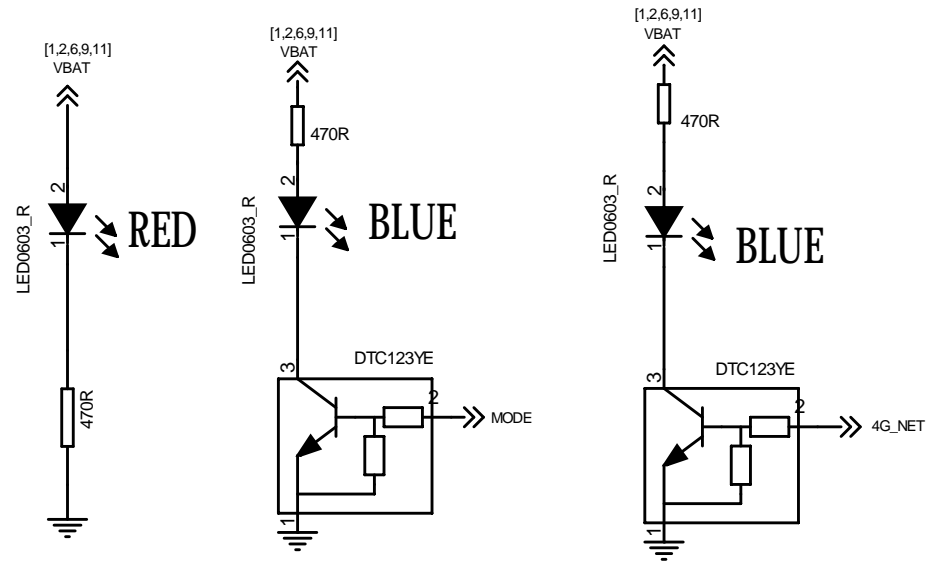 [1,2,6,9,11]
VBAT
2
1
LED0603_R
RED
470R
[1,2,6,9,11]
VBAT
470R
2
1
LED0603_R
BLUE
DTC123YE
3
2
MODE
1
[1,2,6,9,11]
VBAT
470R
2
1
LED0603_R
BLUE
DTC123YE
3
2
4G_NET
1